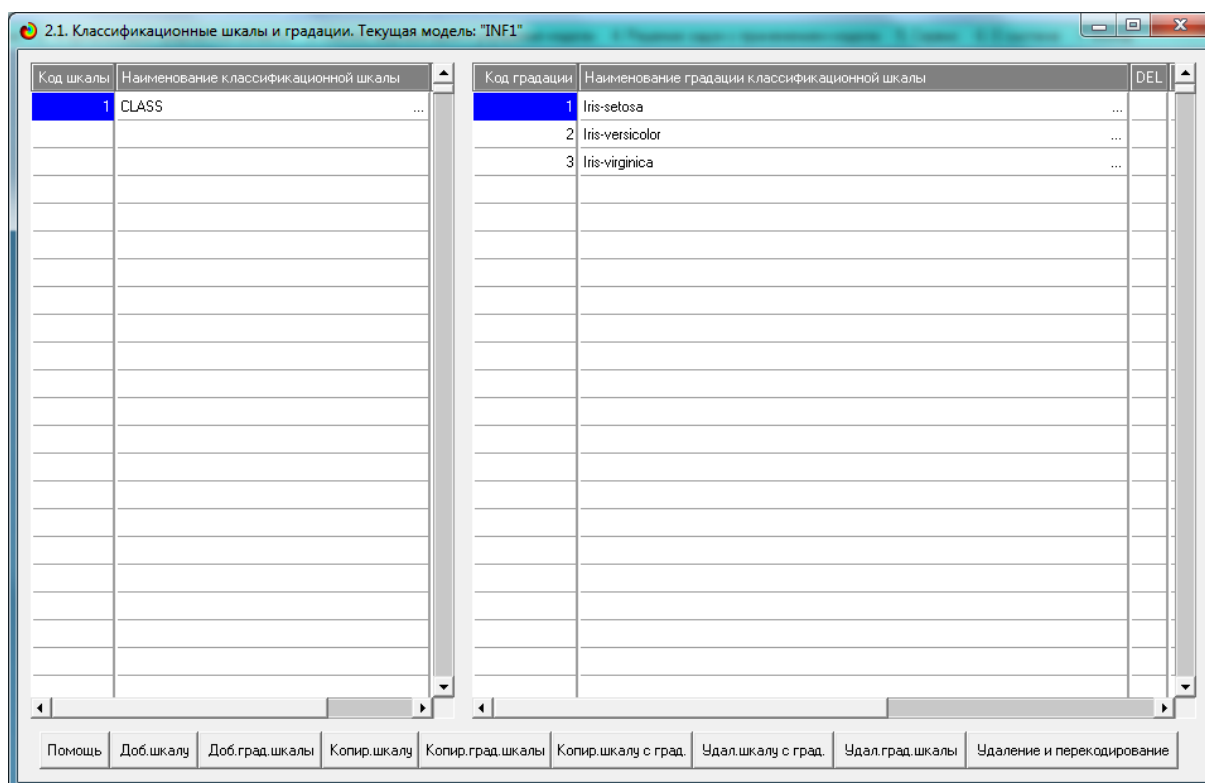 2.1. Классификационные шкалы и градации. Текущая модель: "INF1"
Код шкалы Наименование классификационной шкалы
1 CLASS ...
Код градации Наименование градации классификационной шкалы DEL
1 Iris-setosa ...
2 Iris-versicolor ...
3 Iris-virginica ...
Помощь Доб.шкалу Доб.град.шкалы Копир.шкалу Копир.град.шкалы Копир.шкалу с град. Удал.шкалу с град. Удал.град.шкалы Удаление и перекодирование